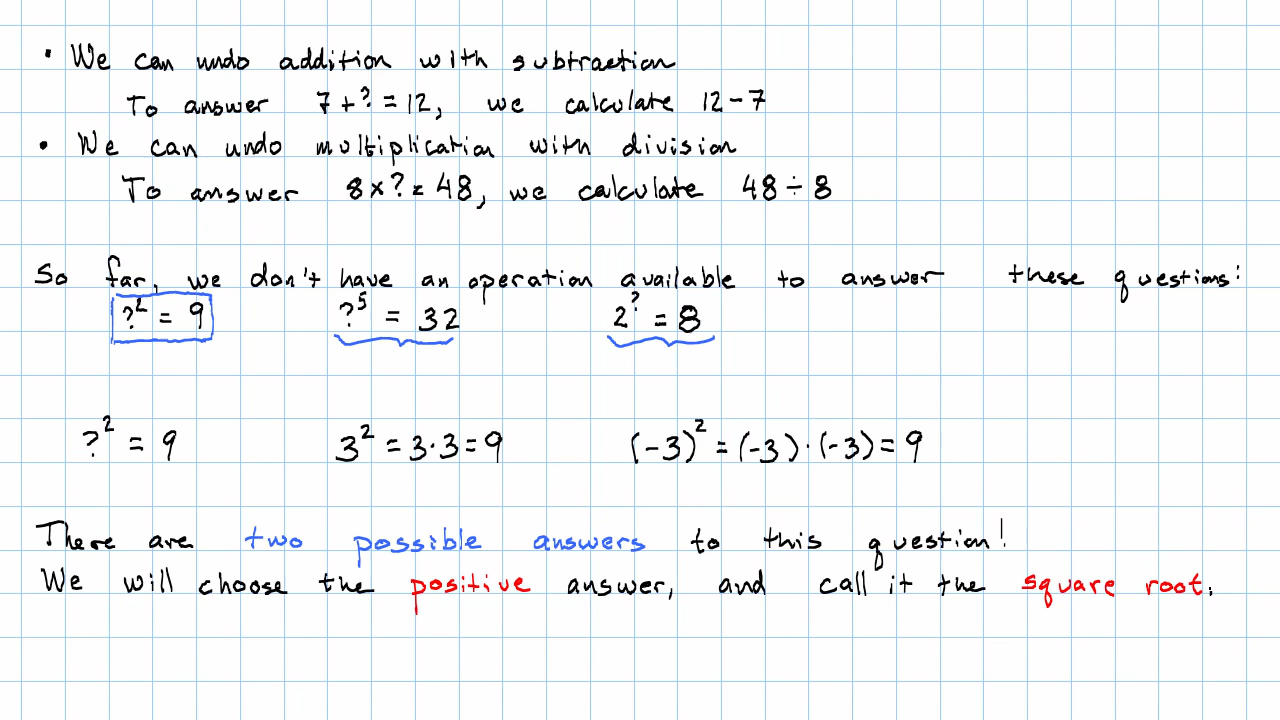 • We can undo addition with subtraction
To answer 7 + ? = 12, we calculate 12 - 7
• We can undo multiplication with division
To answer 8 × ? = 48, we calculate 48 ÷ 8
So far, we don't have an operation available to answer these questions:
?² = 9 ?⁵ = 32 2^? = 8
?² = 9 3² = 3·3 = 9 (-3)² = (-3)·(-3) = 9
There are two possible answers to this question!
We will choose the positive answer, and call it the square root.